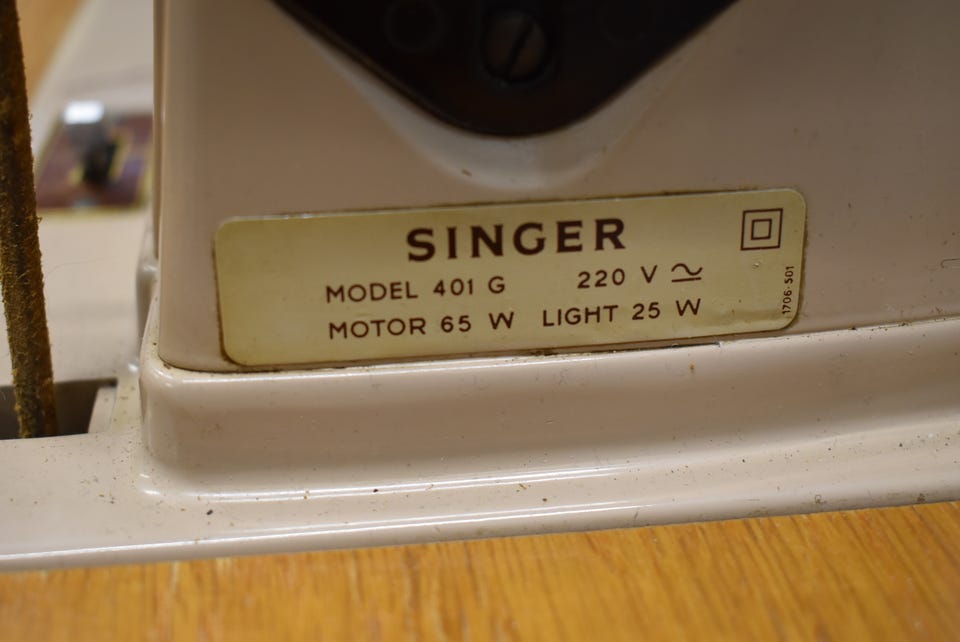 SINGER
MODEL 401 G 220 V ⎓
MOTOR 65 W LIGHT 25 W
1706-501